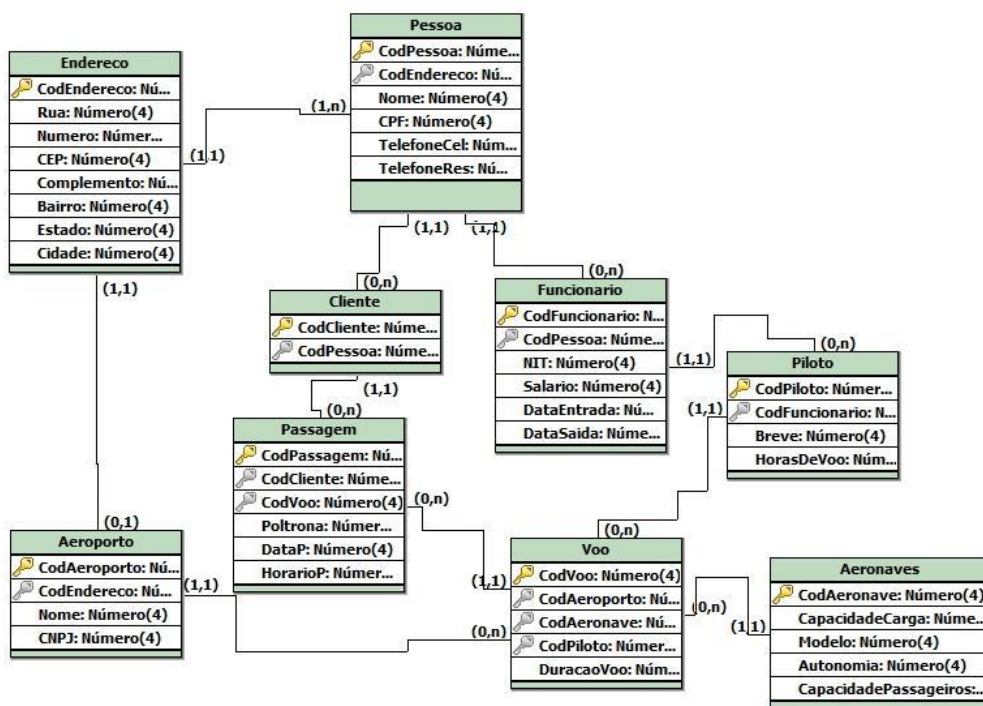 Pessoa
CodPessoa: Núme...
CodEndereco: Nú...
Nome: Número(4)
CPF: Número(4)
TelefoneCel: Núm...
TelefoneRes: Nú...
Endereco
CodEndereco: Nú...
Rua: Número(4)
Numero: Númer...
CEP: Número(4)
Complemento: Nú...
Bairro: Número(4)
Estado: Número(4)
Cidade: Número(4)
(1,n)
(1,1)
(1,1)
(1,1)
(1,1)
(0,n)
(0,n)
Cliente
CodCliente: Núme...
CodPessoa: Núme...
(1,1)
(0,n)
Funcionario
CodFuncionario: N...
CodPessoa: Núme...
NIT: Número(4)
Salario: Número(4)
DataEntrada: Nú...
DataSaida: Núme...
(1,1)
(0,n)
Piloto
CodPiloto: Númer...
CodFuncionario: N...
Breve: Número(4)
HorasDeVoo: Núm...
(1,1)
(0,n)
Passagem
CodPassagem: Nú...
CodCliente: Núme...
CodVoo: Número(4)
Poltrona: Númer...
DataP: Número(4)
HorarioP: Númer...
(0,n)
(1,1)
(0,1)
Aeroporto
CodAeroporto: Nú...
CodEndereco: Nú...
Nome: Número(4)
CNPJ: Número(4)
(1,1)
(0,n)
Voo
CodVoo: Número(4)
CodAeroporto: Nú...
CodAeronave: Nú...
CodPiloto: Númer...
DuracaoVoo: Núm...
(0,n)
(1,1)
Aeronaves
CodAeronave: Número(4)
CapacidadeCarga: Núme...
Modelo: Número(4)
Autonomia: Número(4)
CapacidadePassageiros:...